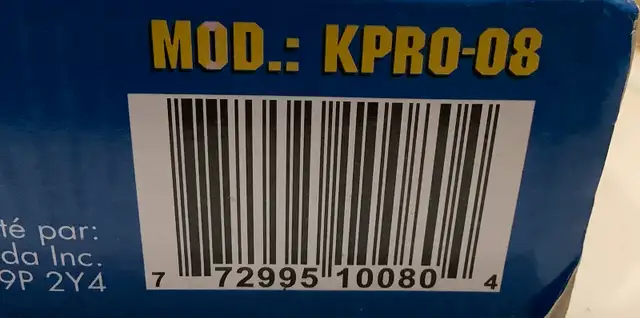 MOD.: KPRO-08
té par:
da Inc.
9P 2Y4
7 72995 10080 4